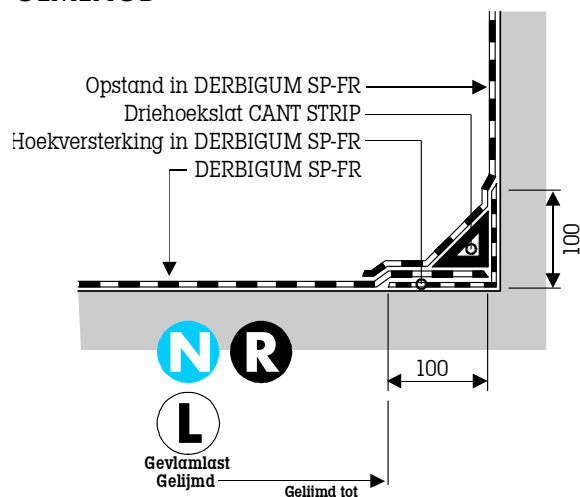 Opstand in DERBIGUM SP-FR
Driehoekslat CANT STRIP
Hoekversterking in DERBIGUM SP-FR
DERBIGUM SP-FR
100
100
N R
L
Gevlamlast
Gelijmd
Gelijmd tot